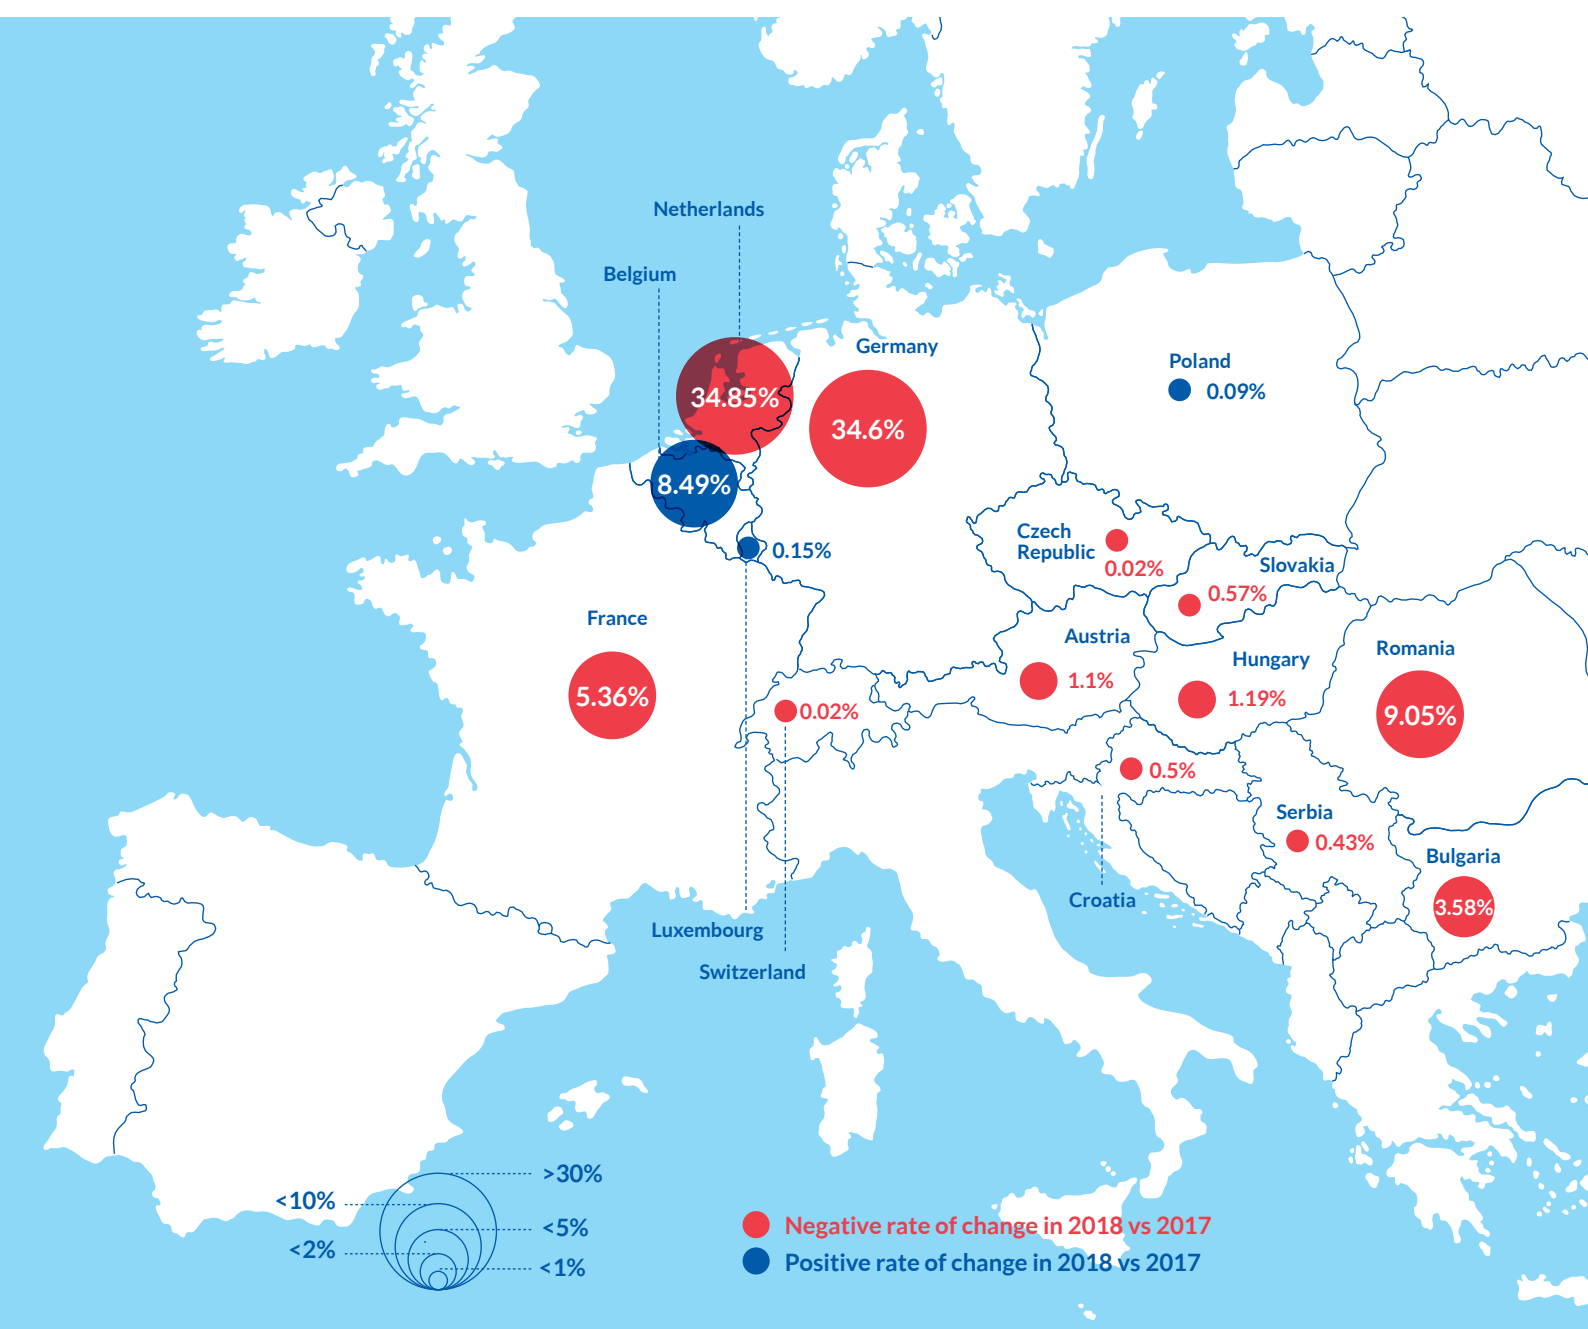 Netherlands
Belgium
Germany
34.85%
34.6%
Poland
0.09%
8.49%
0.15%
Czech
Republic
0.02%
Slovakia
0.57%
France
5.36%
Austria
1.1%
Hungary
1.19%
Romania
9.05%
0.02%
0.5%
Serbia
0.43%
Bulgaria
3.58%
Croatia
Luxembourg
Switzerland
>30%
<10%
<5%
<2%
<1%
Negative rate of change in 2018 vs 2017
Positive rate of change in 2018 vs 2017